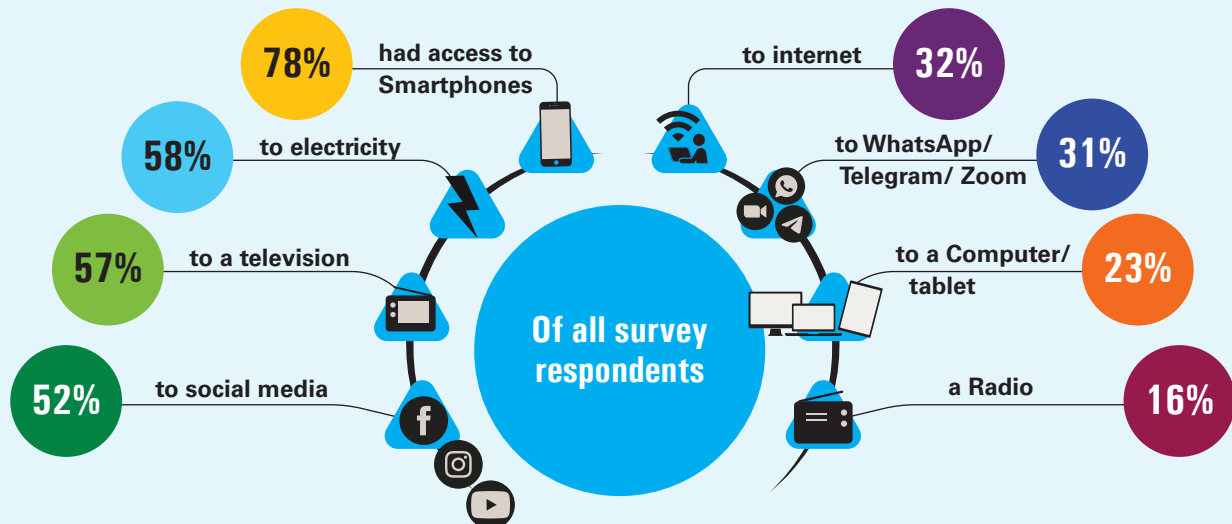 78%
had access to
Smartphones
58%
to electricity
57%
to a television
52%
to social media
Of all survey
respondents
to internet
32%
to WhatsApp/
Telegram/ Zoom
31%
to a Computer/
tablet
23%
a Radio
16%